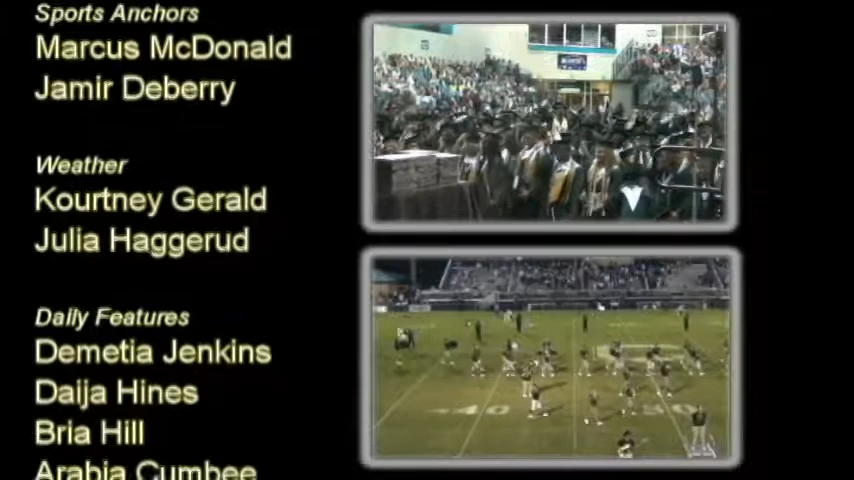 Sports Anchors
Marcus McDonald
Jamir Deberry
Weather
Kourtney Gerald
Julia Haggerud
Daily Features
Demetia Jenkins
Daija Hines
Bria Hill
Arabia Cumbee